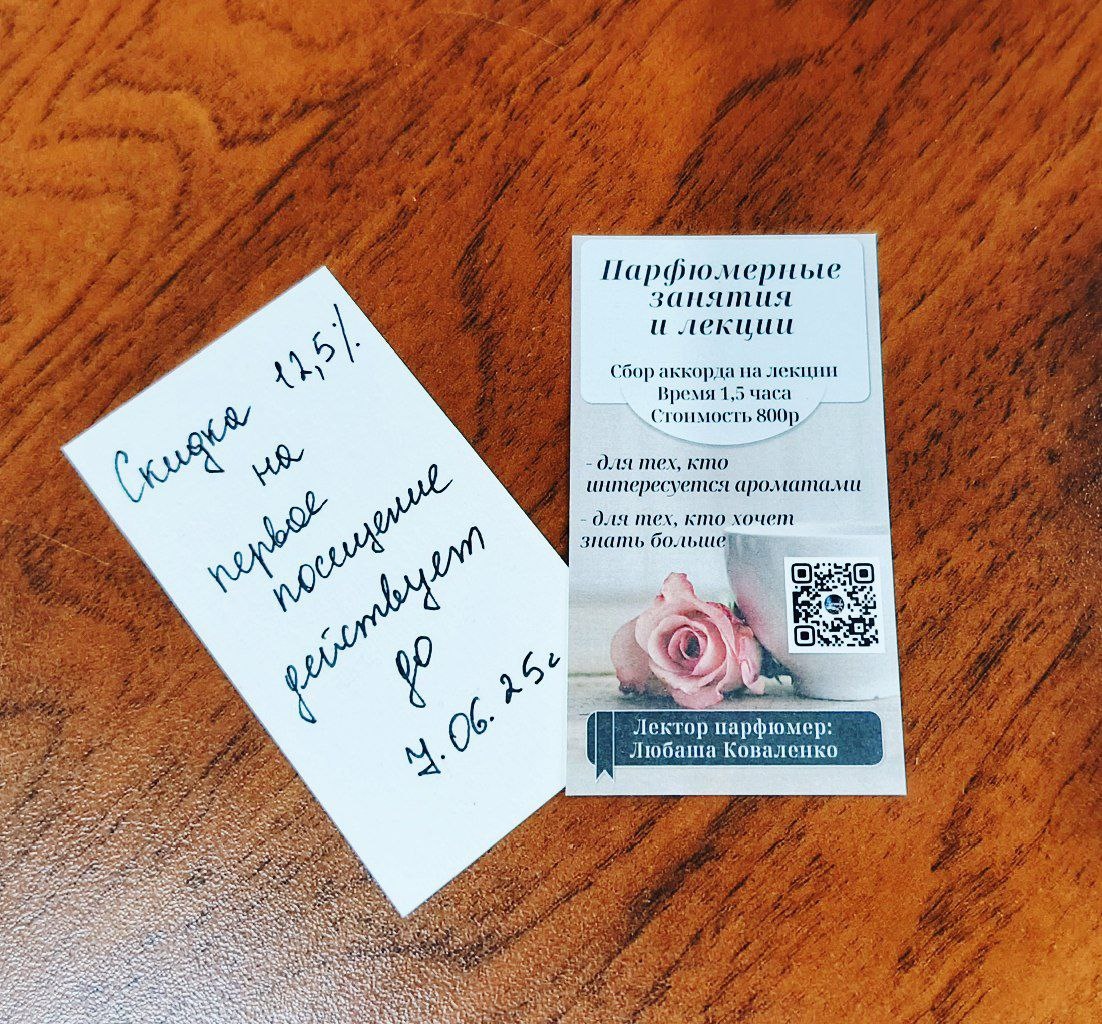 Скидка 12,5%
на
первое
посещение
действует
до
7.06.25г
Парфюмерные
занятия
и лекции
Сбор аккорда на лекции
Время 1,5 часа
Стоимость 800р
- для тех, кто
интересуется ароматами
- для тех, кто хочет
знать больше
Лектор парфюмер:
Любаша Коваленко